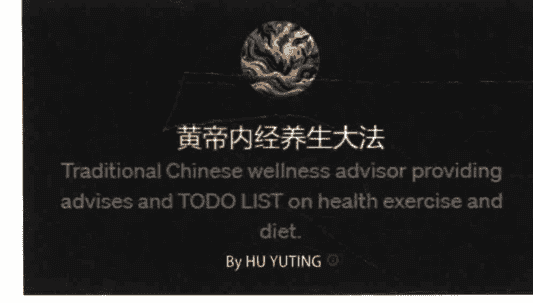 黄帝内经养生大法
Traditional Chinese wellness advisor providing
advises and TODO LIST on health exercise and
diet.
By HU YUTING